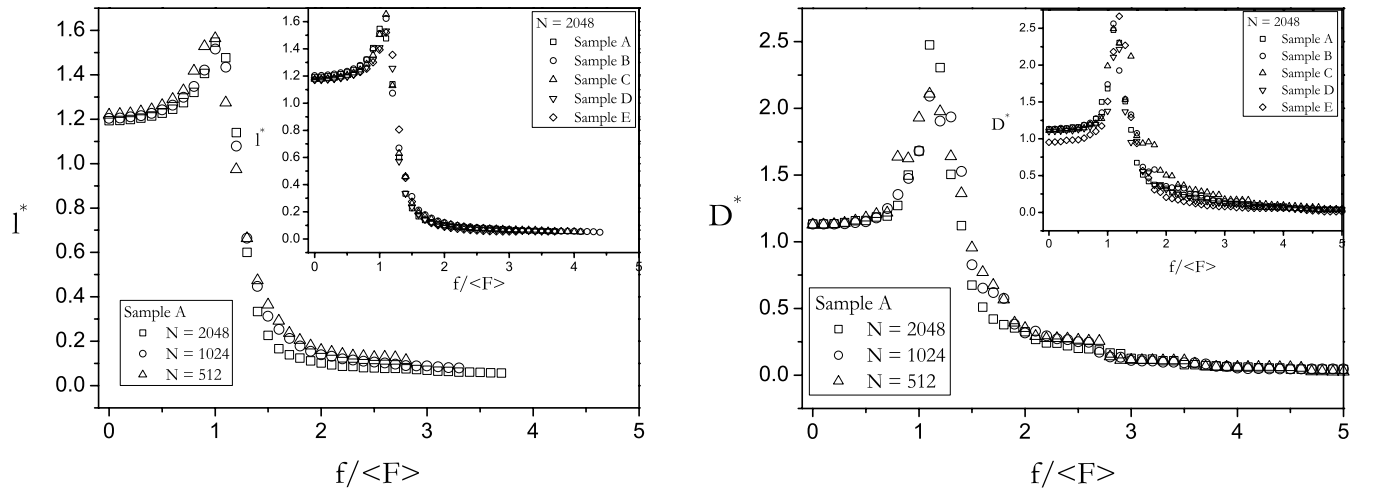 1.6
1.4
1.2
1.0
0.8
0.6
0.4
0.2
0.0
l*
0 1 2 3 4 5
f/<F>
Sample A
N = 2048
N = 1024
N = 512
1.6
1.4
1.2
1.0
0.8
0.6
0.4
0.2
0.0
l*
0 1 2 3 4 5
f/<F>
N = 2048
Sample A
Sample B
Sample C
Sample D
Sample E
2.5
2.0
1.5
1.0
0.5
0.0
D*
0 1 2 3 4 5
f/<F>
Sample A
N = 2048
N = 1024
N = 512
2.5
2.0
1.5
1.0
0.5
0.0
D*
0 1 2 3 4 5
f/<F>
N = 2048
Sample A
Sample B
Sample C
Sample D
Sample E